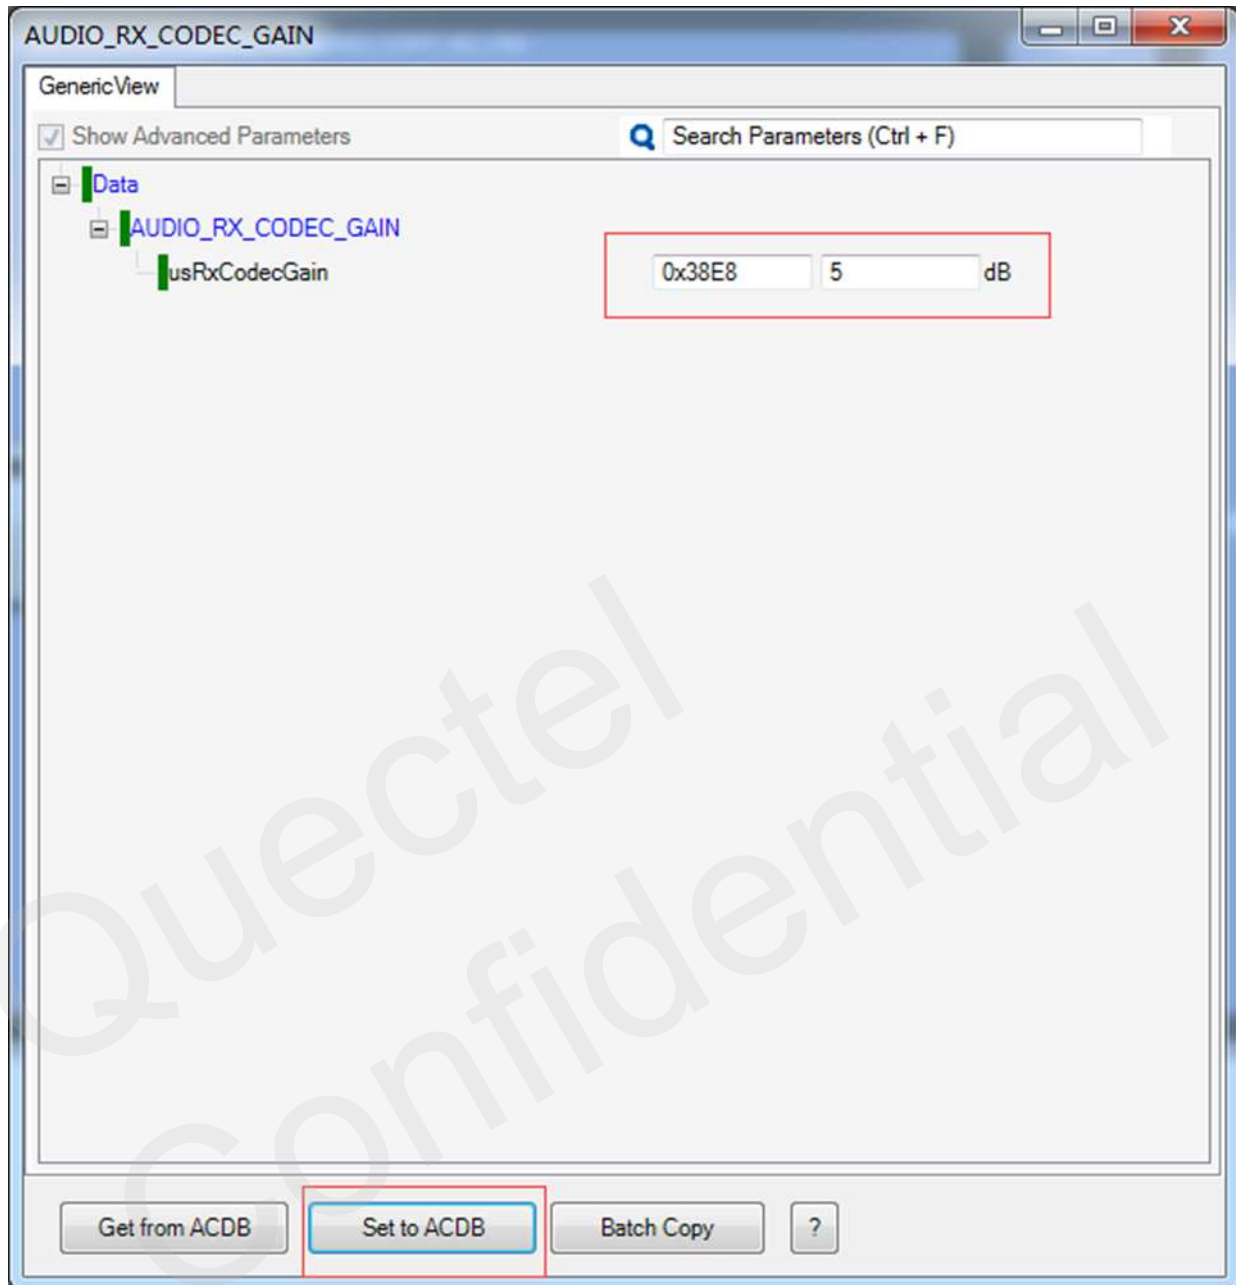 AUDIO_RX_CODEC_GAIN
GenericView
Show Advanced Parameters Search Parameters (Ctrl + F)
Data
AUDIO_RX_CODEC_GAIN
usRxCodecGain 0x38E8 5 dB
Quectel
Confidential
Get from ACDB Set to ACDB Batch Copy ?